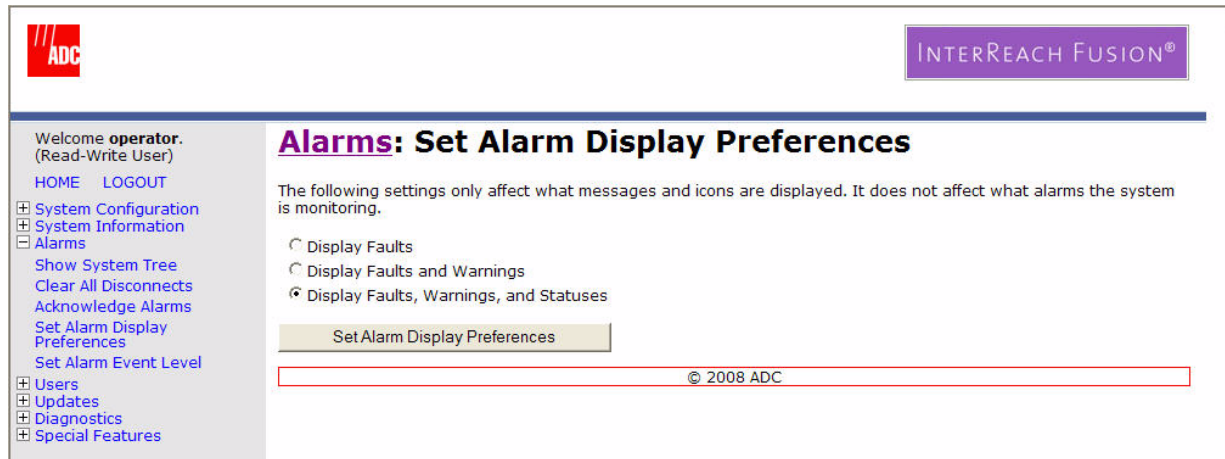 ADC
INTERREACH FUSION®
Welcome operator.
(Read-Write User)
HOME LOGOUT
System Configuration
System Information
Alarms
Show System Tree
Clear All Disconnects
Acknowledge Alarms
Set Alarm Display
Preferences
Set Alarm Event Level
Users
Updates
Diagnostics
Special Features
Alarms: Set Alarm Display Preferences
The following settings only affect what messages and icons are displayed. It does not affect what alarms the system
is monitoring.
Display Faults
Display Faults and Warnings
Display Faults, Warnings, and Statuses
Set Alarm Display Preferences
© 2008 ADC